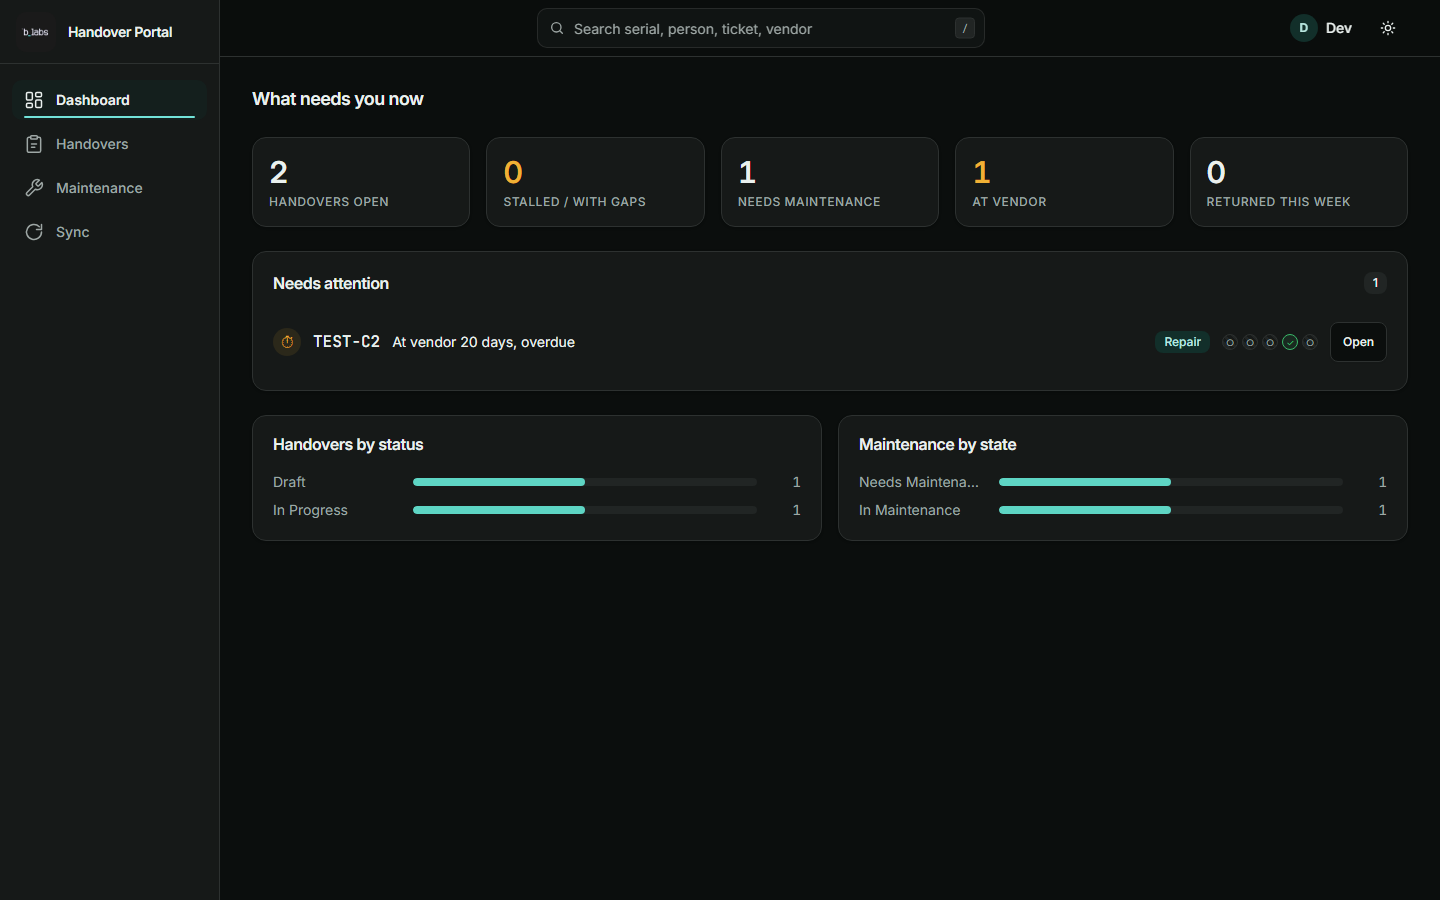 b_labs Handover Portal
Search serial, person, ticket, vendor /
D Dev
Dashboard
Handovers
Maintenance
Sync
What needs you now
2
HANDOVERS OPEN
0
STALLED / WITH GAPS
1
NEEDS MAINTENANCE
1
AT VENDOR
0
RETURNED THIS WEEK
Needs attention 1
TEST-C2 At vendor 20 days, overdue Repair Open
Handovers by status
Draft 1
In Progress 1
Maintenance by state
Needs Maintena... 1
In Maintenance 1